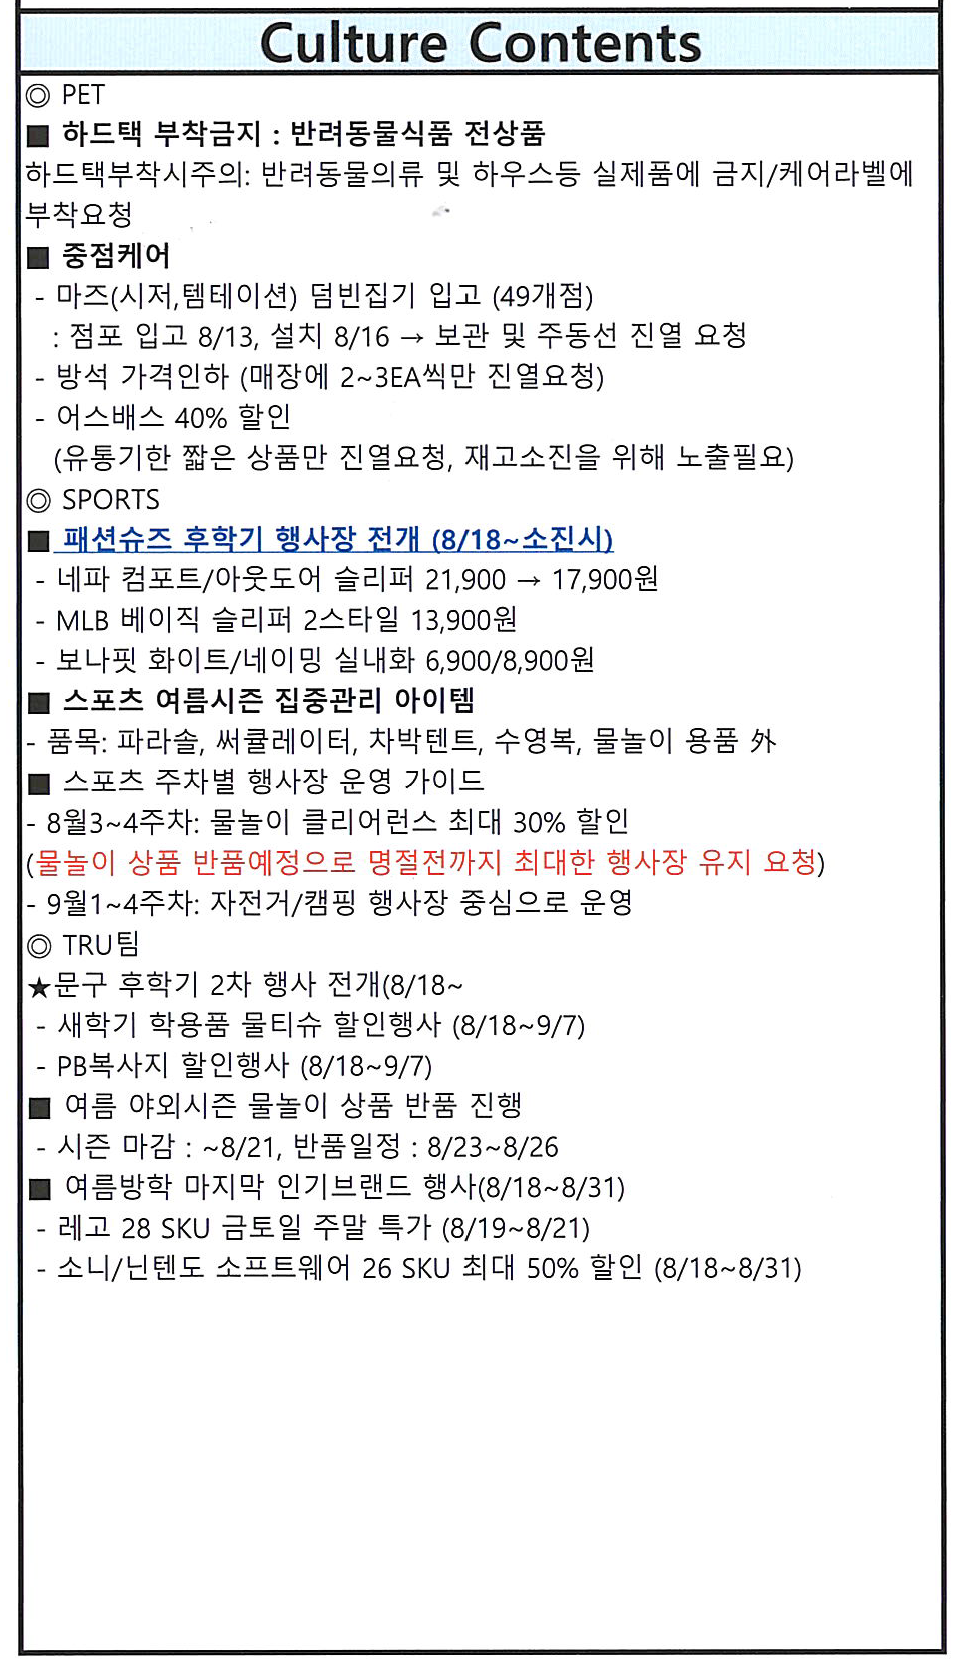 Culture Contents
◎ PET
■ 하드택 부착금지 : 반려동물식품 전상품
하드택부착시주의: 반려동물의류 및 하우스등 실제품에 금지/케어라벨에
부착요청
■ 중점케어
- 마즈(시저,템테이션) 덤빈집기 입고 (49개점)
: 점포 입고 8/13, 설치 8/16 → 보관 및 주동선 진열 요청
- 방석 가격인하 (매장에 2~3EA씩만 진열요청)
- 어스배스 40% 할인
(유통기한 짧은 상품만 진열요청, 재고소진을 위해 노출필요)
◎ SPORTS
■ 패션슈즈 후학기 행사장 전개 (8/18~소진시)
- 네파 컴포트/아웃도어 슬리퍼 21,900 → 17,900원
- MLB 베이직 슬리퍼 2스타일 13,900원
- 보나핏 화이트/네이밍 실내화 6,900/8,900원
■ 스포츠 여름시즌 집중관리 아이템
- 품목: 파라솔, 써큘레이터, 차박텐트, 수영복, 물놀이 용품 外
■ 스포츠 주차별 행사장 운영 가이드
- 8월3~4주차: 물놀이 클리어런스 최대 30% 할인
(물놀이 상품 반품예정으로 명절전까지 최대한 행사장 유지 요청)
- 9월1~4주차: 자전거/캠핑 행사장 중심으로 운영
◎ TRU팀
★문구 후학기 2차 행사 전개(8/18~
- 새학기 학용품 물티슈 할인행사 (8/18~9/7)
- PB복사지 할인행사 (8/18~9/7)
■ 여름 야외시즌 물놀이 상품 반품 진행
- 시즌 마감 : ~8/21, 반품일정 : 8/23~8/26
■ 여름방학 마지막 인기브랜드 행사(8/18~8/31)
- 레고 28 SKU 금토일 주말 특가 (8/19~8/21)
- 소니/닌텐도 소프트웨어 26 SKU 최대 50% 할인 (8/18~8/31)